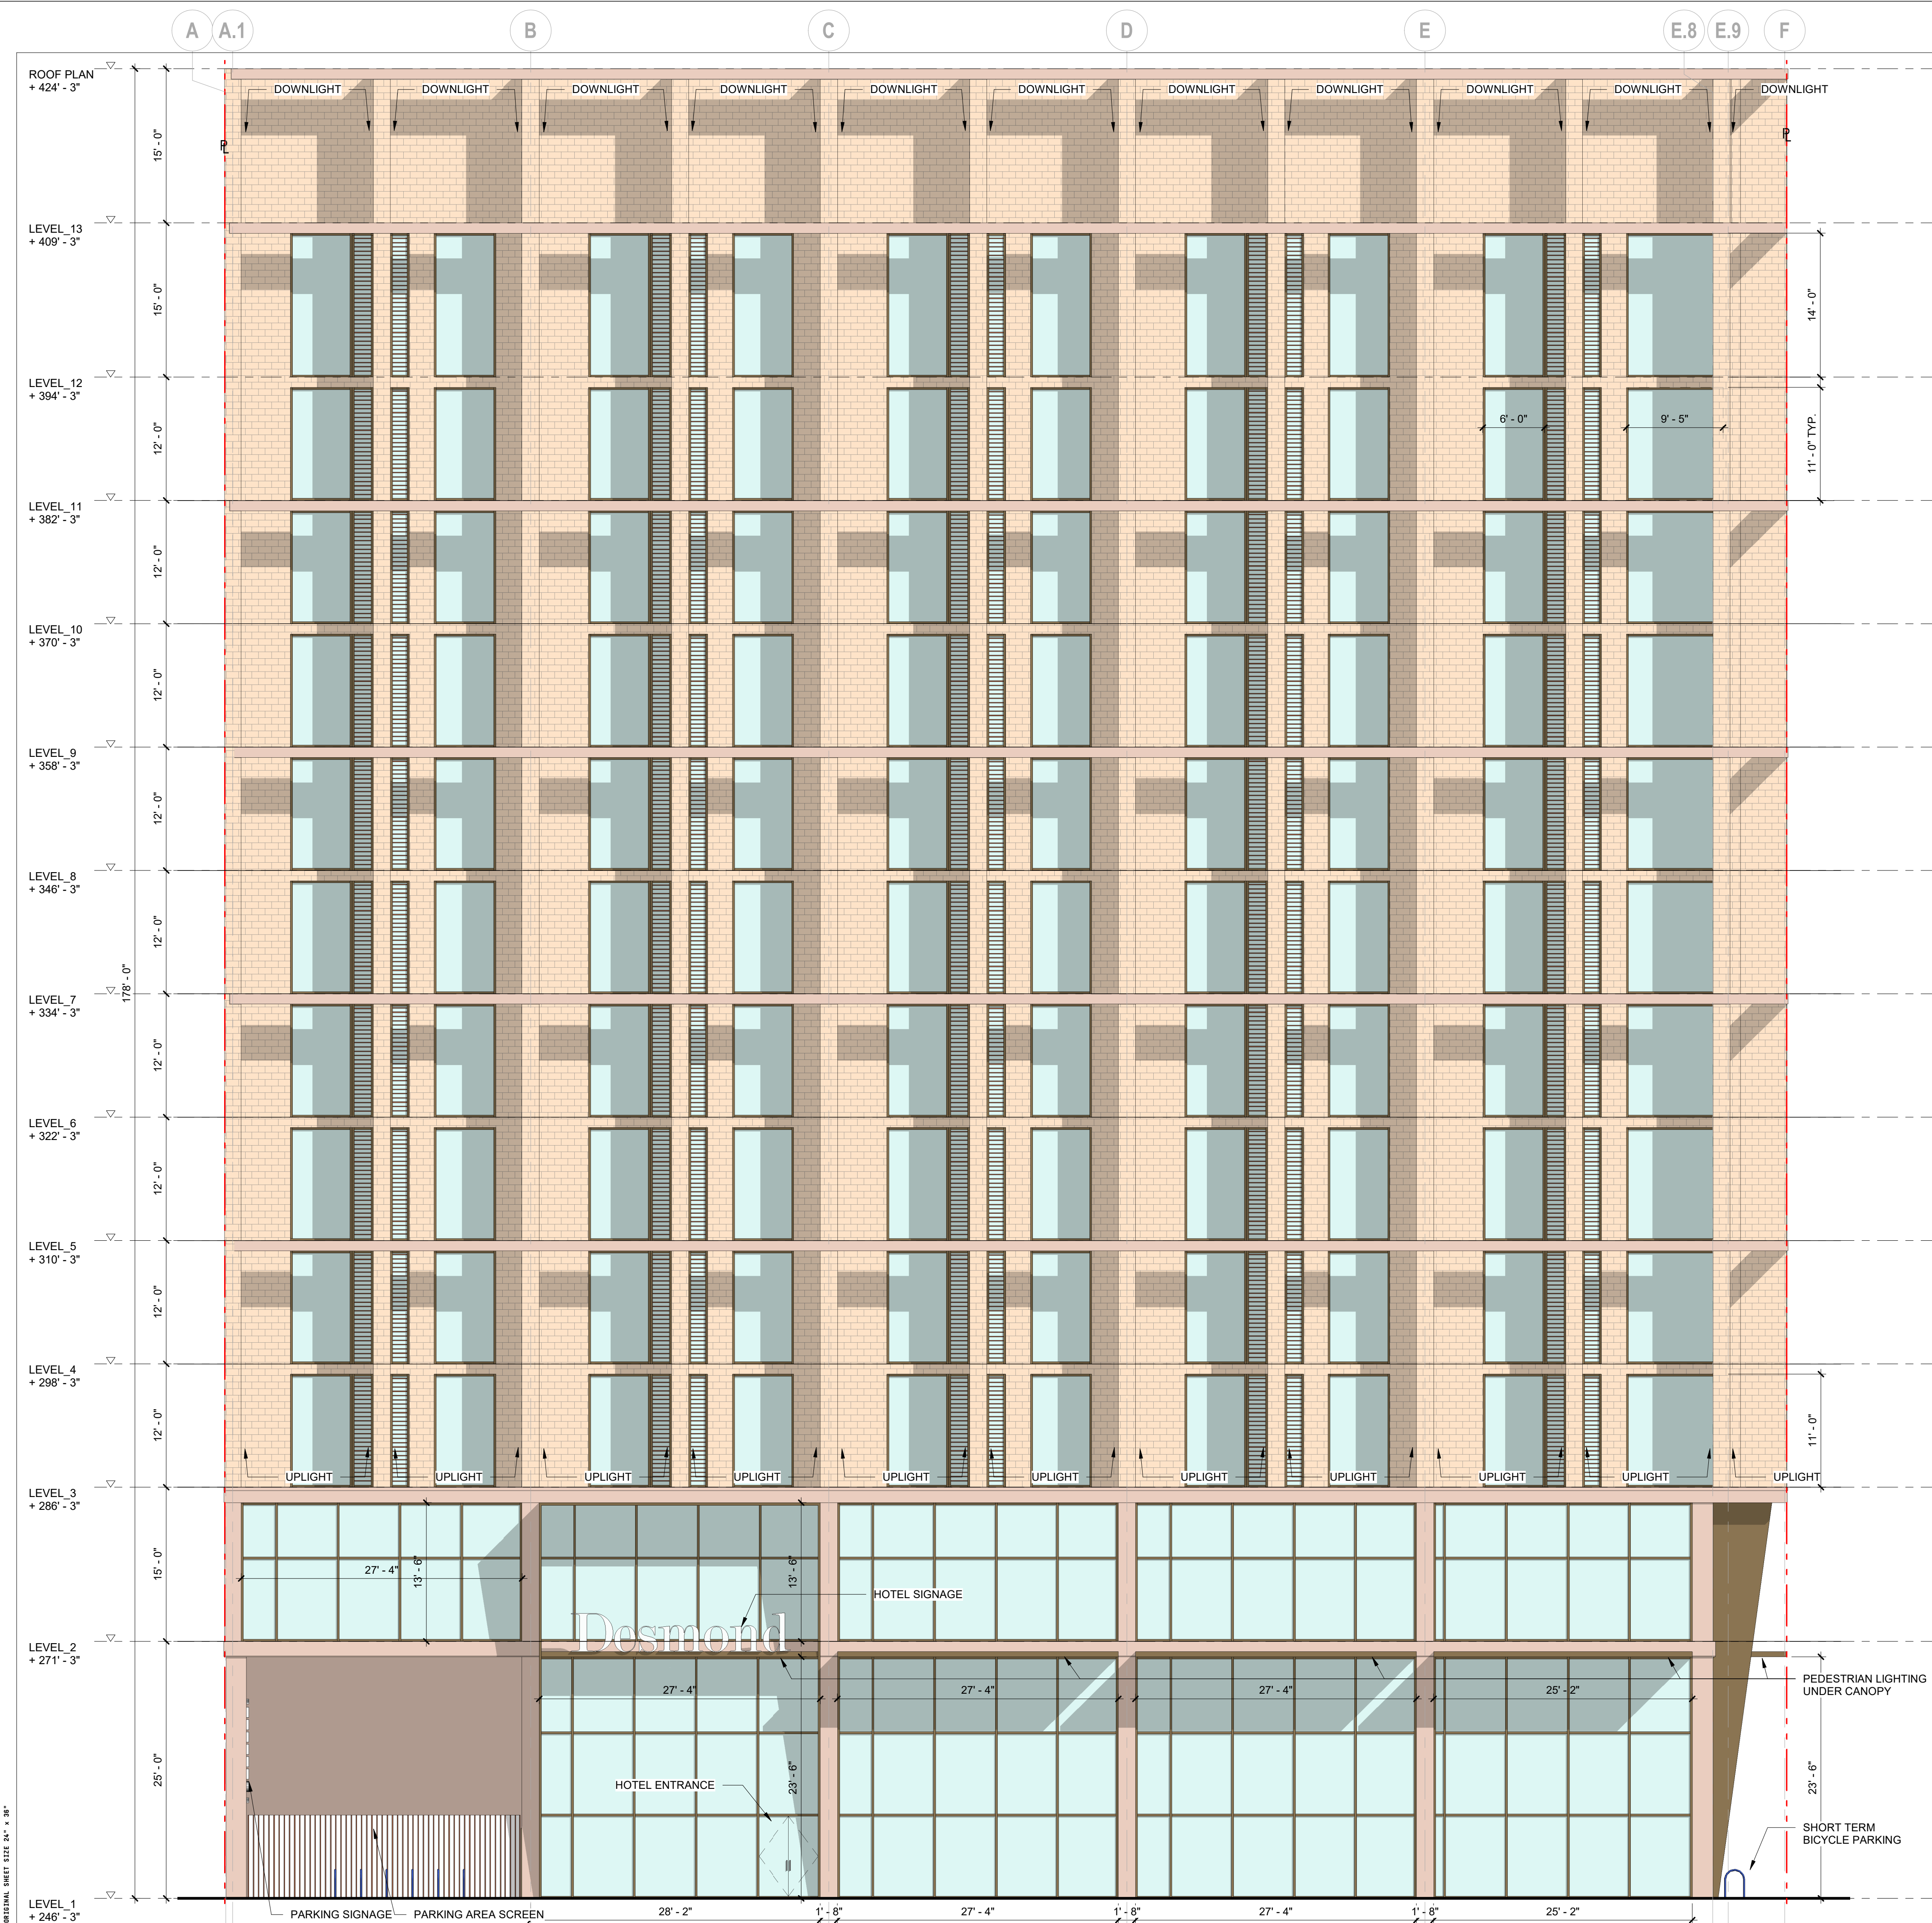 A A.1 B C D E E.8 E.9 F
ROOF PLAN
+ 424' - 3"
DOWNLIGHT DOWNLIGHT DOWNLIGHT DOWNLIGHT DOWNLIGHT DOWNLIGHT DOWNLIGHT DOWNLIGHT DOWNLIGHT DOWNLIGHT DOWNLIGHT
PL PL
15' - 0"
LEVEL_13
+ 409' - 3"
15' - 0"
14' - 0"
LEVEL_12
+ 394' - 3"
12' - 0"
6' - 0" 9' - 5"
11' - 0" TYP.
LEVEL_11
+ 382' - 3"
12' - 0"
LEVEL_10
+ 370' - 3"
12' - 0"
LEVEL_9
+ 358' - 3"
12' - 0"
LEVEL_8
+ 346' - 3"
12' - 0"
178' - 0"
LEVEL_7
+ 334' - 3"
12' - 0"
LEVEL_6
+ 322' - 3"
12' - 0"
LEVEL_5
+ 310' - 3"
12' - 0"
LEVEL_4
+ 298' - 3"
12' - 0"
11' - 0"
UPLIGHT UPLIGHT UPLIGHT UPLIGHT UPLIGHT UPLIGHT UPLIGHT UPLIGHT UPLIGHT UPLIGHT UPLIGHT
LEVEL_3
+ 286' - 3"
15' - 0"
27' - 4"
13' - 6"
13' - 6"
HOTEL SIGNAGE
Desmond
LEVEL_2
+ 271' - 3"
PEDESTRIAN LIGHTING
UNDER CANOPY
27' - 4" 27' - 4" 27' - 4" 25' - 2"
25' - 0"
HOTEL ENTRANCE
23' - 6"
23' - 6"
SHORT TERM
BICYCLE PARKING
LEVEL_1
+ 246' - 3"
PARKING SIGNAGE PARKING AREA SCREEN
28' - 2" 1' - 8" 27' - 4" 1' - 8" 27' - 4" 1' - 8" 25' - 2"
ORIGINAL SHEET SIZE 24" x 36"